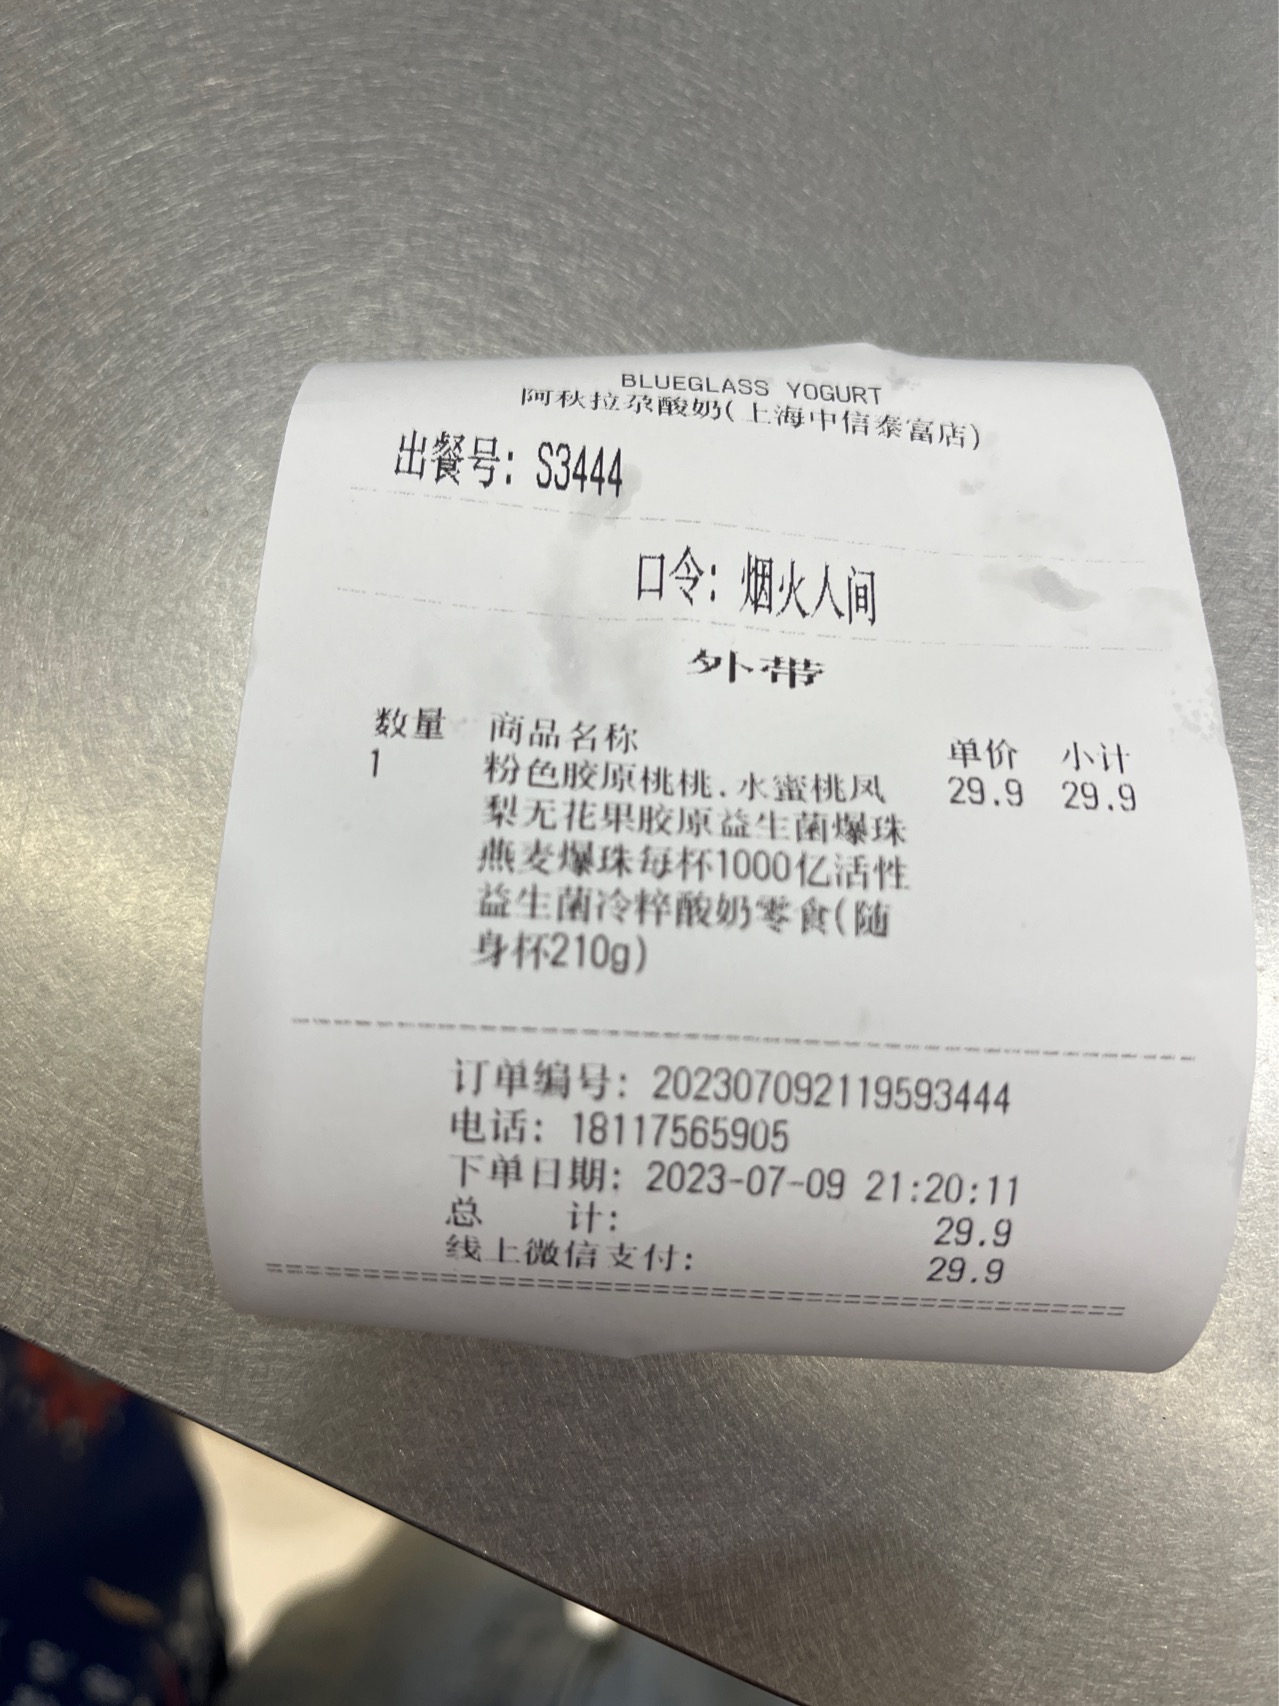 BLUEGLASS YOGURT
阿秋拉尕酸奶(上海中信泰富店)
出餐号: S3444
口令: 烟火人间
外带
数量 商品名称 单价 小计
1 粉色胶原桃桃.水蜜桃凤 29.9 29.9
梨无花果胶原益生菌爆珠
燕麦爆珠每杯1000亿活性
益生菌冷粹酸奶零食(随
身杯210g)
订单编号: 202307092119593444
电话: 18117565905
下单日期: 2023-07-09 21:20:11
总 计: 29.9
线上微信支付: 29.9